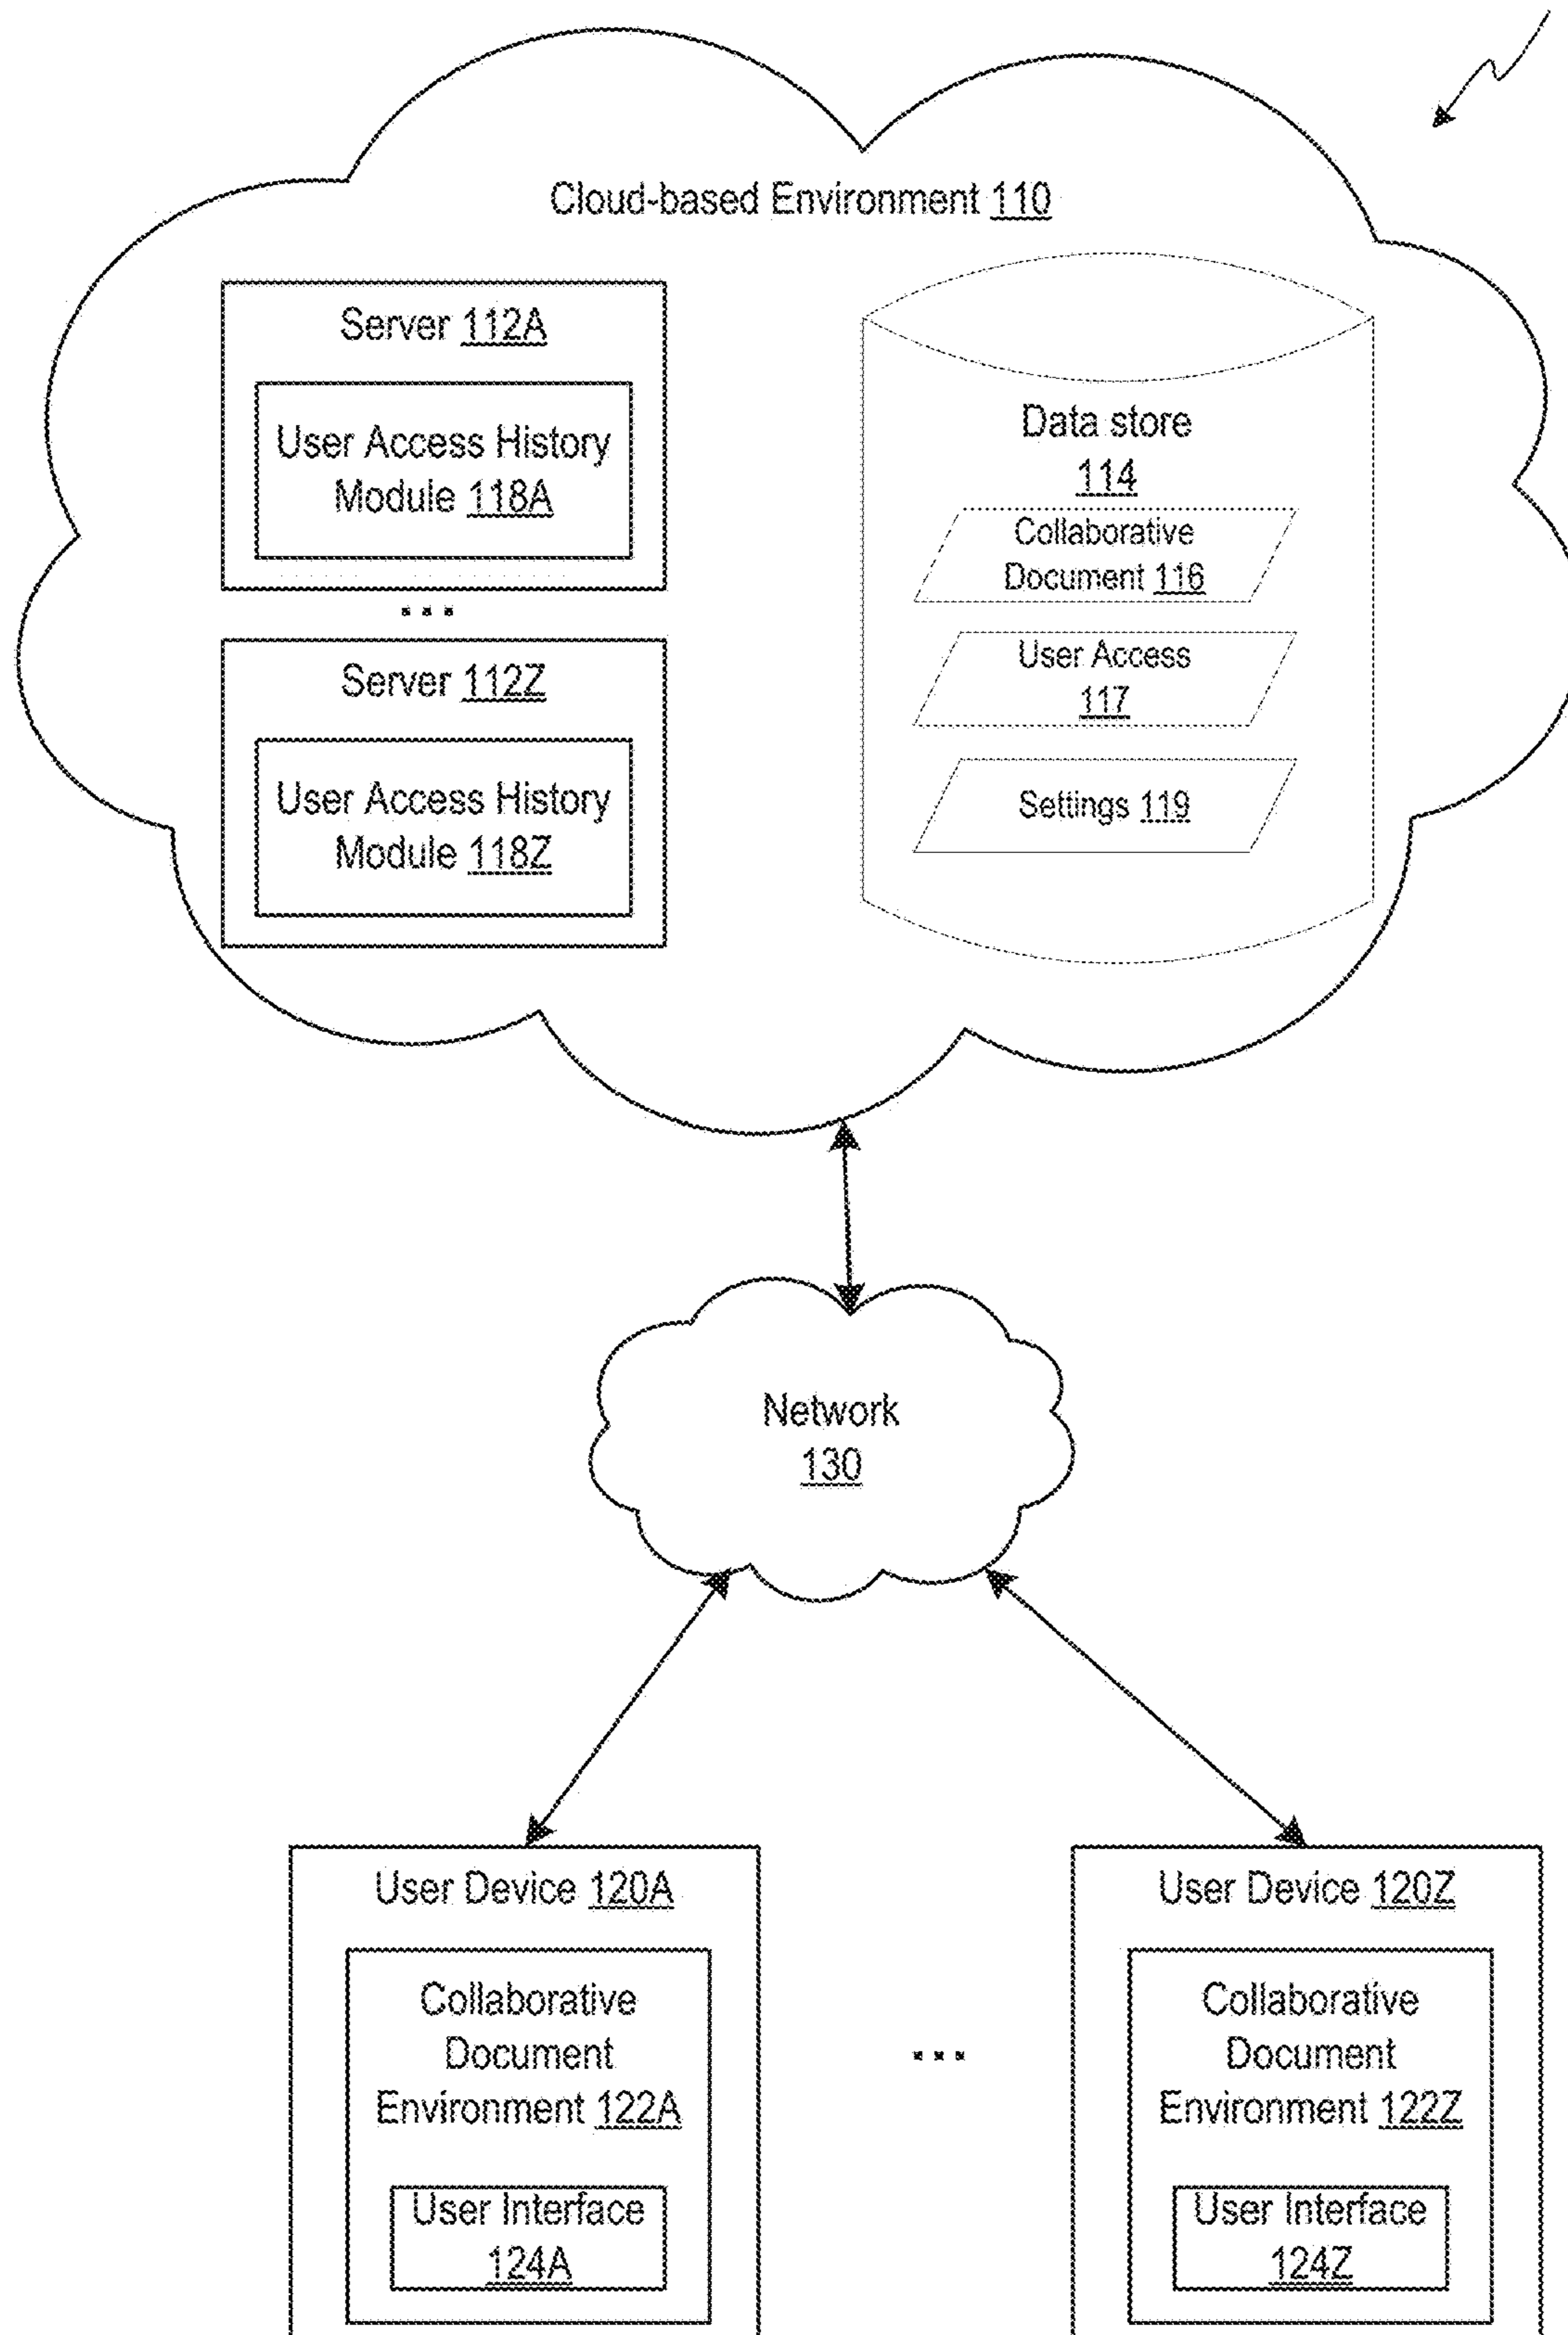 Cloud-based Environment 110
Server 112A
User Access History
Module 118A
...
Server 112Z
User Access History
Module 118Z
Data store
114
Collaborative
Document 116
User Access
117
Settings 119
Network
130
User Device 120A
Collaborative
Document
Environment 122A
User Interface
124A
...
User Device 120Z
Collaborative
Document
Environment 122Z
User Interface
124Z